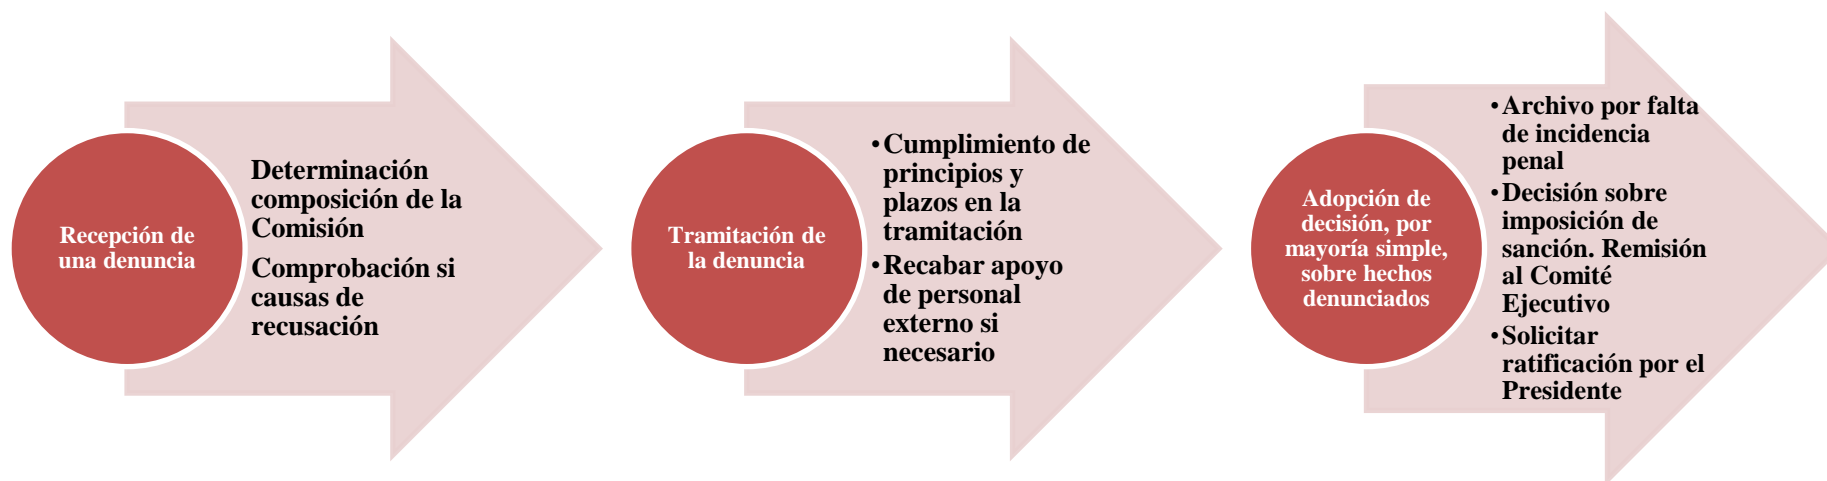 Recepción de
una denuncia
Determinación
composición de la
Comisión
Comprobación si
causas de
recusación
Tramitación de
la denuncia
•Cumplimiento de
principios y
plazos en la
tramitación
•Recabar apoyo
de personal
externo si
necesario
Adopción de
decisión, por
mayoría simple,
sobre hechos
denunciados
•Archivo por falta
de incidencia
penal
•Decisión sobre
imposición de
sanción. Remisión
al Comité
Ejecutivo
•Solicitar
ratificación por el
Presidente